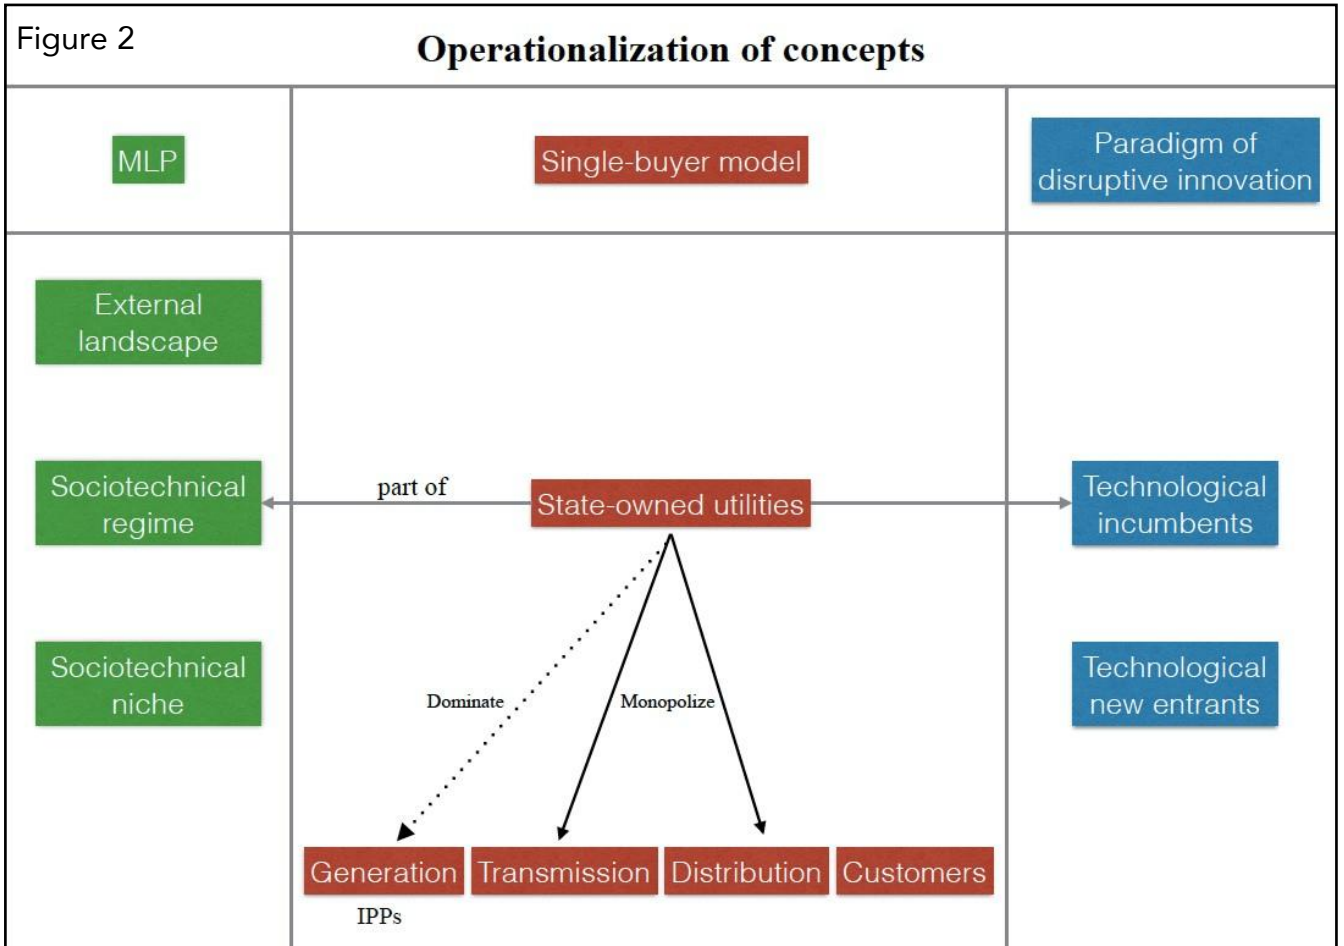 Figure 2
Operationalization of concepts
MLP
Single-buyer model
Paradigm of
disruptive innovation
External
landscape
Sociotechnical
regime
part of
State-owned utilities
Technological
incumbents
Sociotechnical
niche
Dominate
Monopolize
Technological
new entrants
Generation
Transmission
Distribution
Customers
IPPs